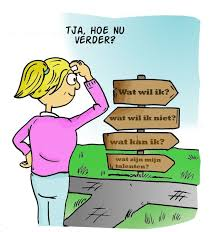 TJA, HOE NU
VERDER?
Wat wil ik?
wat wil ik niet?
wat kan ik?
wat zijn mijn
talenten?